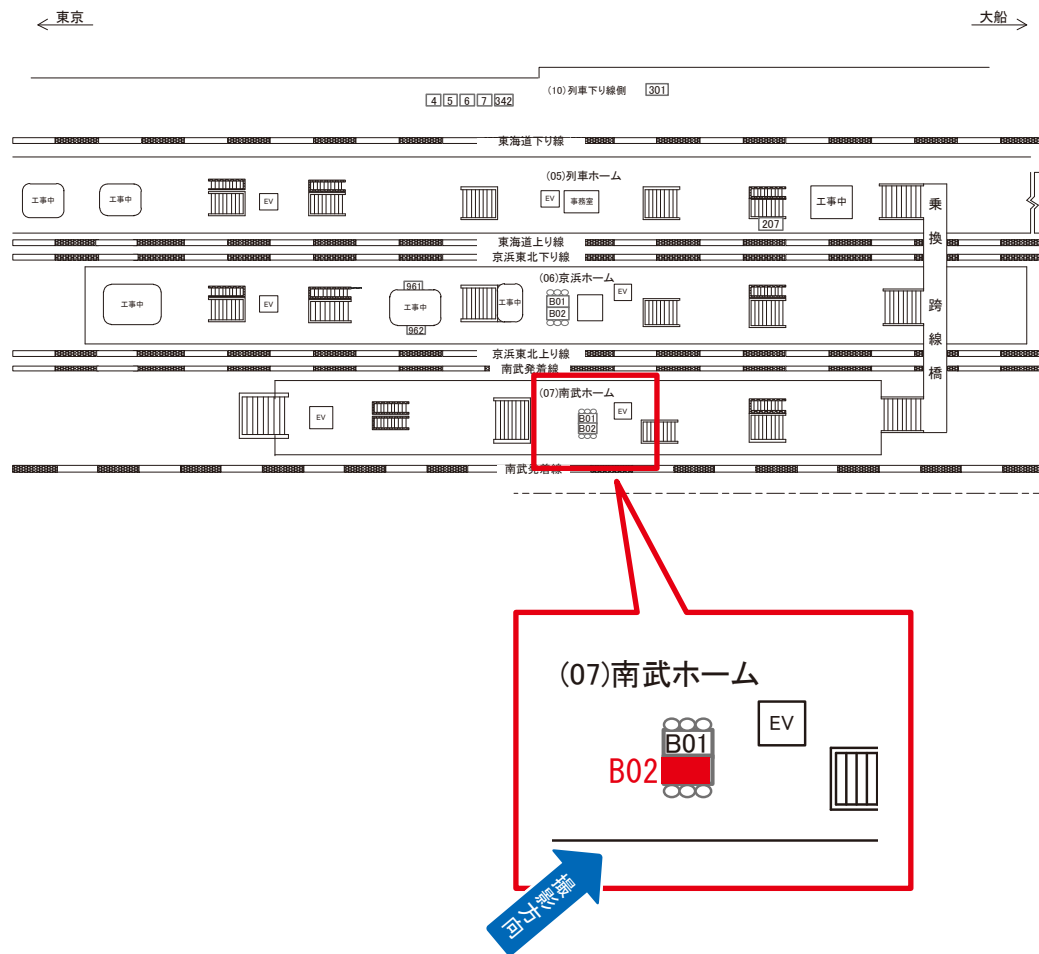 東京
大船
(10)列車下り線側 301
4 5 6 7 342
東海道下り線
(05)列車ホーム
工事中
工事中
EV
EV
事務室
工事中
207
乗換跨線橋
東海道上り線
京浜東北下り線
(06)京浜ホーム
工事中
EV
961
工事中
962
工事中
B01
B02
EV
京浜東北上り線
南武発着線
(07)南武ホーム
EV
B01
B02
EV
南武発着線
(07)南武ホーム
EV
B01
B02
撮影方向